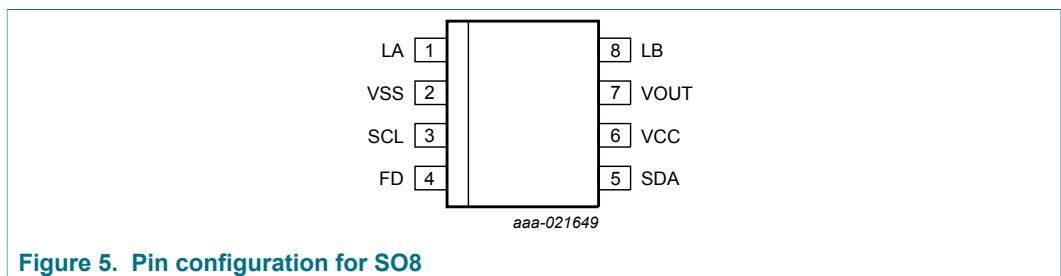 LA 1 8 LB
VSS 2 7 VOUT
SCL 3 6 VCC
FD 4 5 SDA
aaa-021649
Figure 5. Pin configuration for SO8